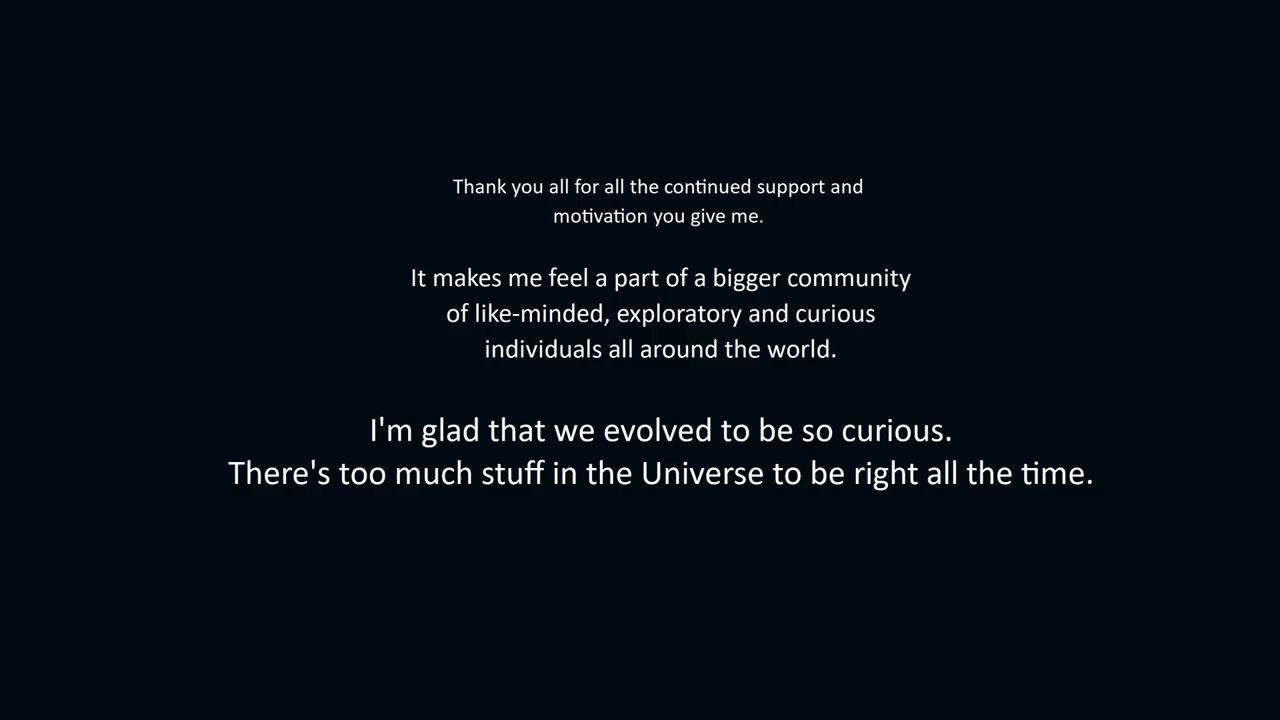 Thank you all for all the continued support and
motivation you give me.
It makes me feel a part of a bigger community
of like-minded, exploratory and curious
individuals all around the world.
I'm glad that we evolved to be so curious.
There's too much stuff in the Universe to be right all the time.